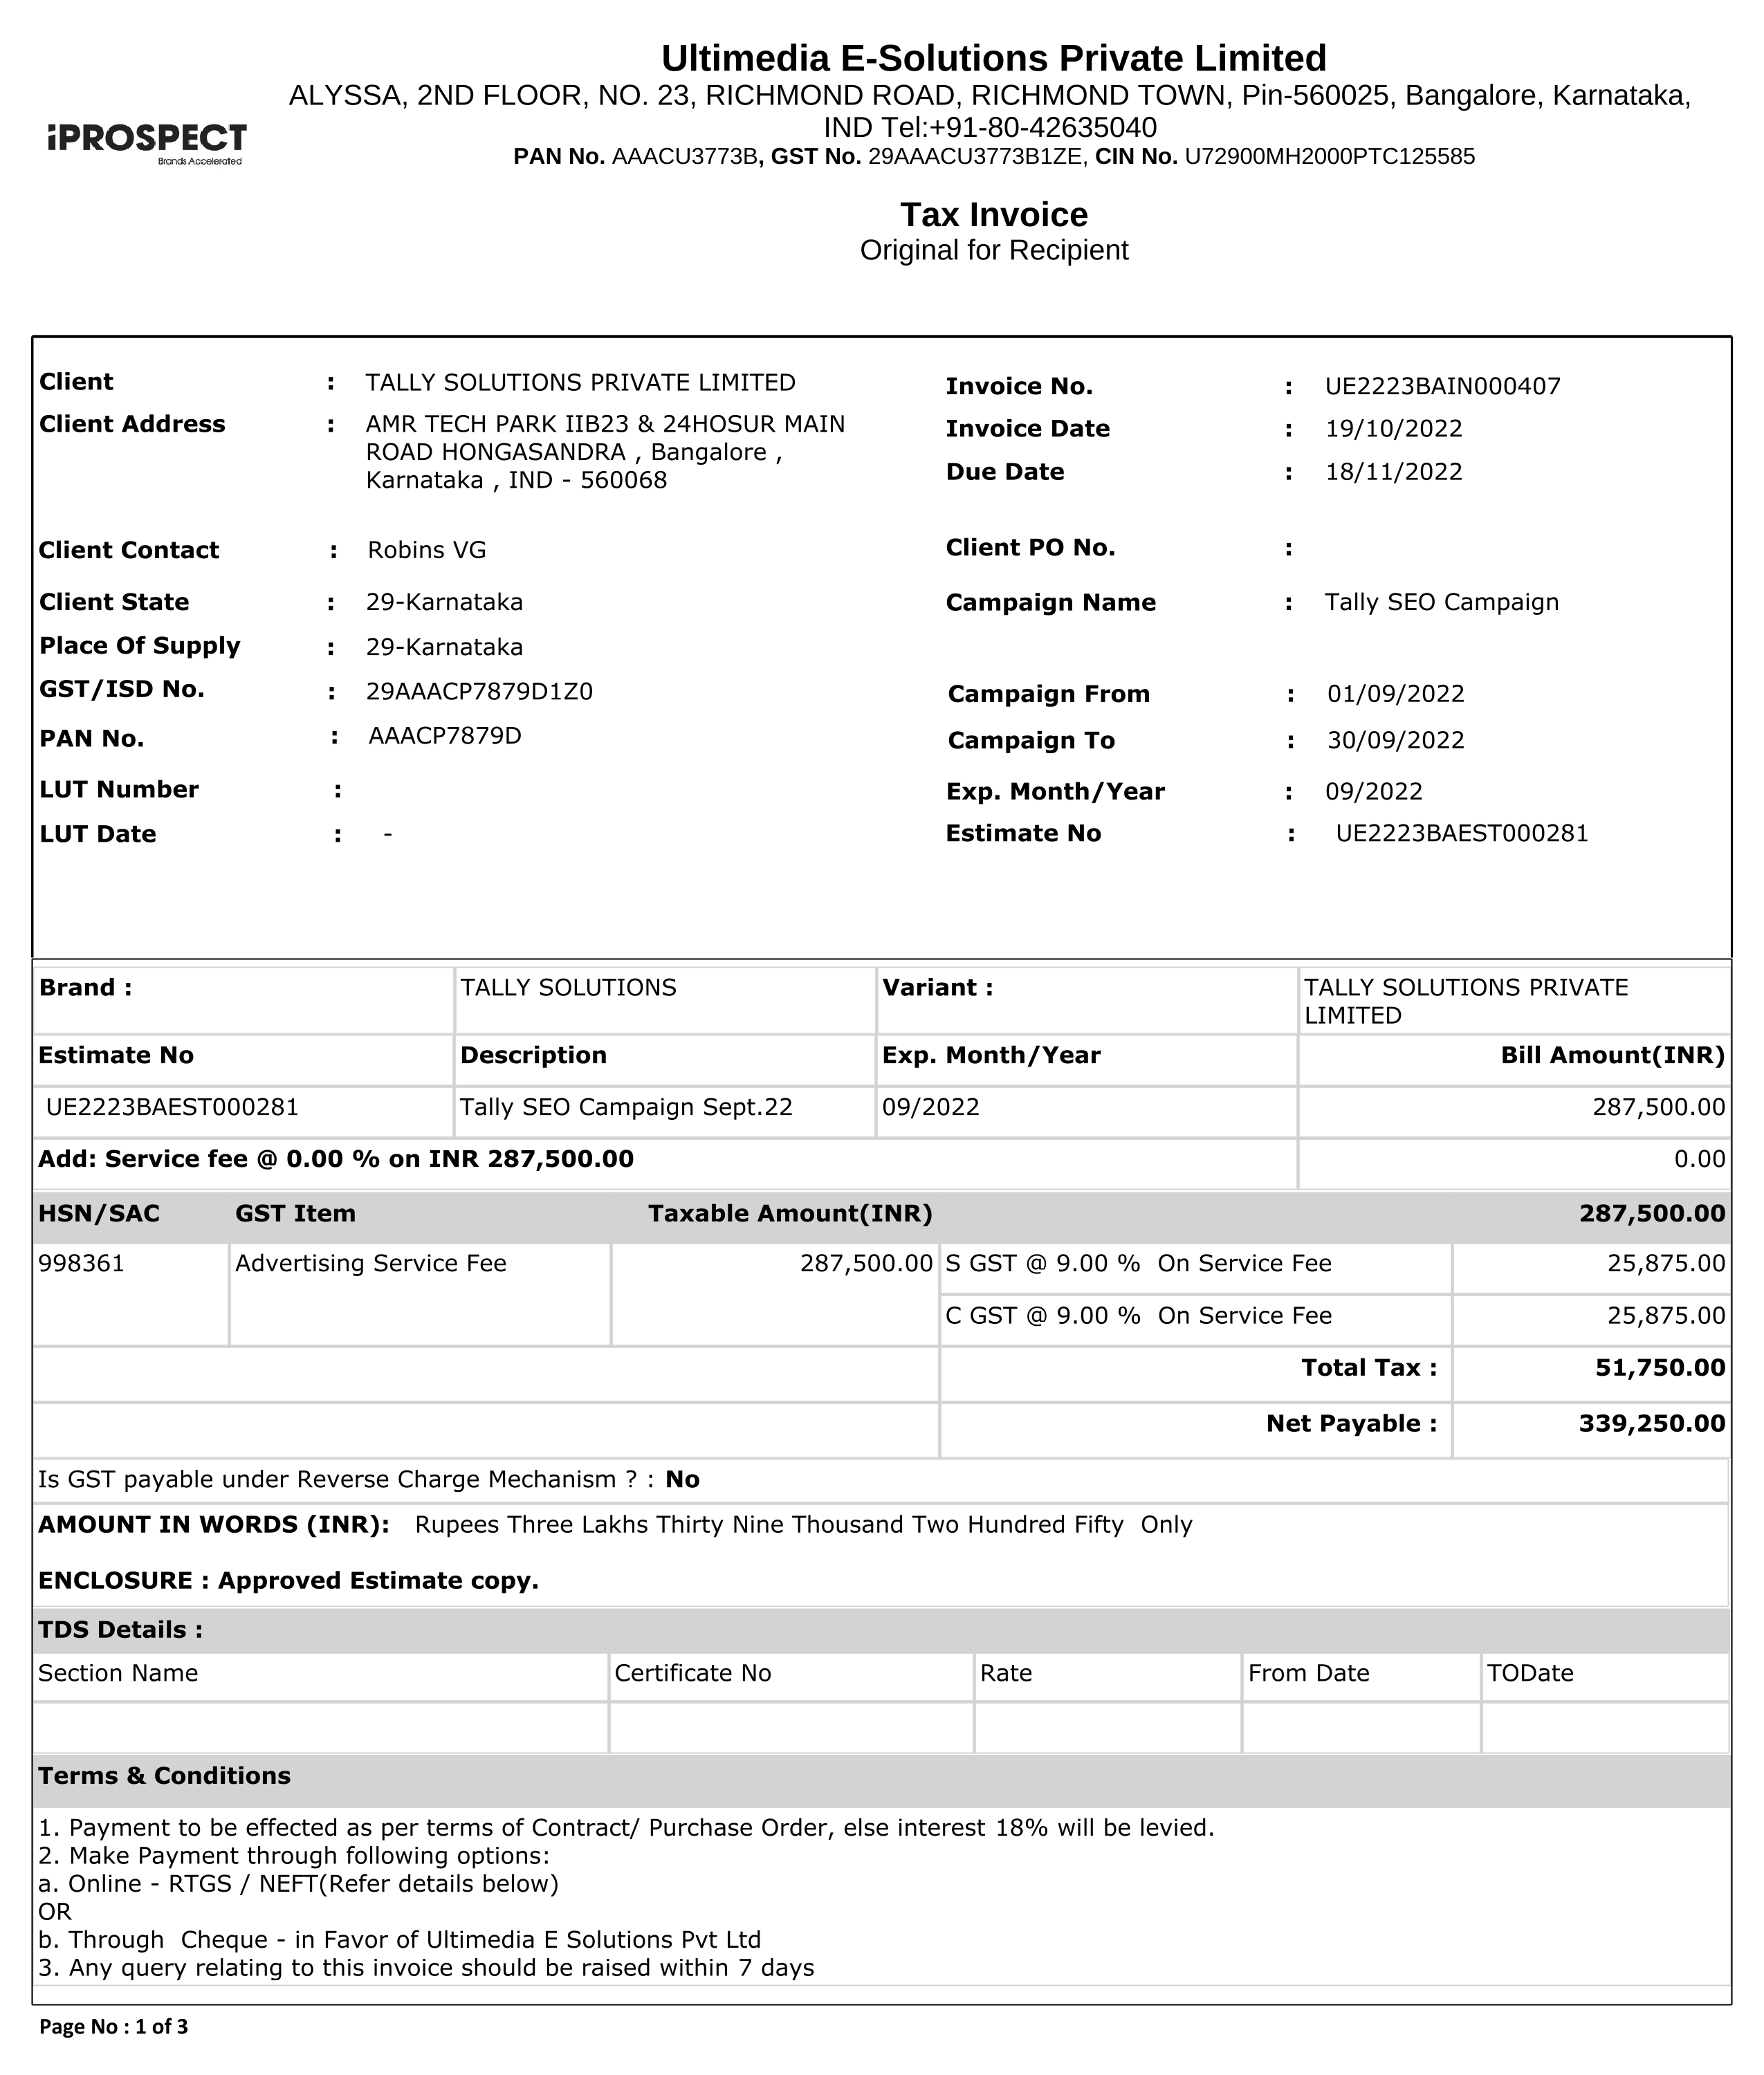 Ultimedia E-Solutions Private Limited
ALYSSA, 2ND FLOOR, NO. 23, RICHMOND ROAD, RICHMOND TOWN, Pin-560025, Bangalore, Karnataka,
IND Tel:+91-80-42635040
PAN No. AAACU3773B, GST No. 29AAACU3773B1ZE, CIN No. U72900MH2000PTC125585
iPROSPECT
Brands Accelerated
Tax Invoice
Original for Recipient
Client : TALLY SOLUTIONS PRIVATE LIMITED
Client Address : AMR TECH PARK IIB23 & 24HOSUR MAIN
ROAD HONGASANDRA , Bangalore ,
Karnataka , IND - 560068
Client Contact : Robins VG
Client State : 29-Karnataka
Place Of Supply : 29-Karnataka
GST/ISD No. : 29AAACP7879D1Z0
PAN No. : AAACP7879D
LUT Number :
LUT Date : -
Invoice No. : UE2223BAIN000407
Invoice Date : 19/10/2022
Due Date : 18/11/2022
Client PO No. :
Campaign Name : Tally SEO Campaign
Campaign From : 01/09/2022
Campaign To : 30/09/2022
Exp. Month/Year : 09/2022
Estimate No : UE2223BAEST000281
Brand : TALLY SOLUTIONS Variant : TALLY SOLUTIONS PRIVATE
LIMITED
Estimate No Description Exp. Month/Year Bill Amount(INR)
UE2223BAEST000281 Tally SEO Campaign Sept.22 09/2022 287,500.00
Add: Service fee @ 0.00 % on INR 287,500.00 0.00
HSN/SAC GST Item Taxable Amount(INR) 287,500.00
998361 Advertising Service Fee 287,500.00 S GST @ 9.00 % On Service Fee 25,875.00
C GST @ 9.00 % On Service Fee 25,875.00
Total Tax : 51,750.00
Net Payable : 339,250.00
Is GST payable under Reverse Charge Mechanism ? : No
AMOUNT IN WORDS (INR): Rupees Three Lakhs Thirty Nine Thousand Two Hundred Fifty Only
ENCLOSURE : Approved Estimate copy.
TDS Details :
Section Name Certificate No Rate From Date TODate
Terms & Conditions
1. Payment to be effected as per terms of Contract/ Purchase Order, else interest 18% will be levied.
2. Make Payment through following options:
a. Online - RTGS / NEFT(Refer details below)
OR
b. Through Cheque - in Favor of Ultimedia E Solutions Pvt Ltd
3. Any query relating to this invoice should be raised within 7 days
Page No : 1 of 3